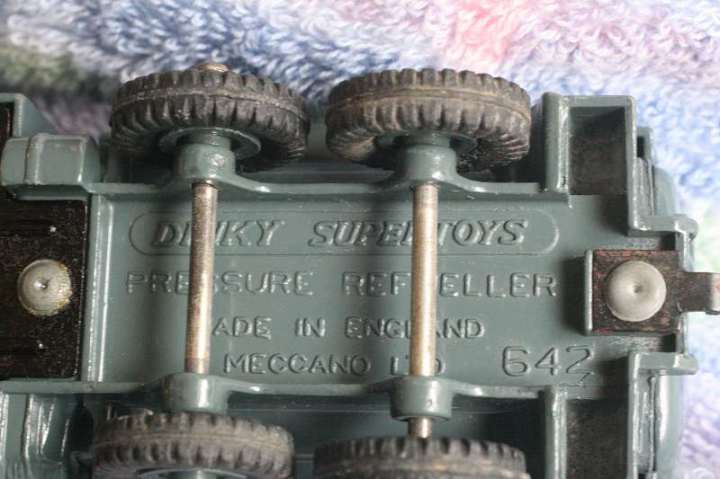 DINKY SUPERTOYS
PRESSURE REFUELLER
MADE IN ENGLAND
MECCANO LTD 642